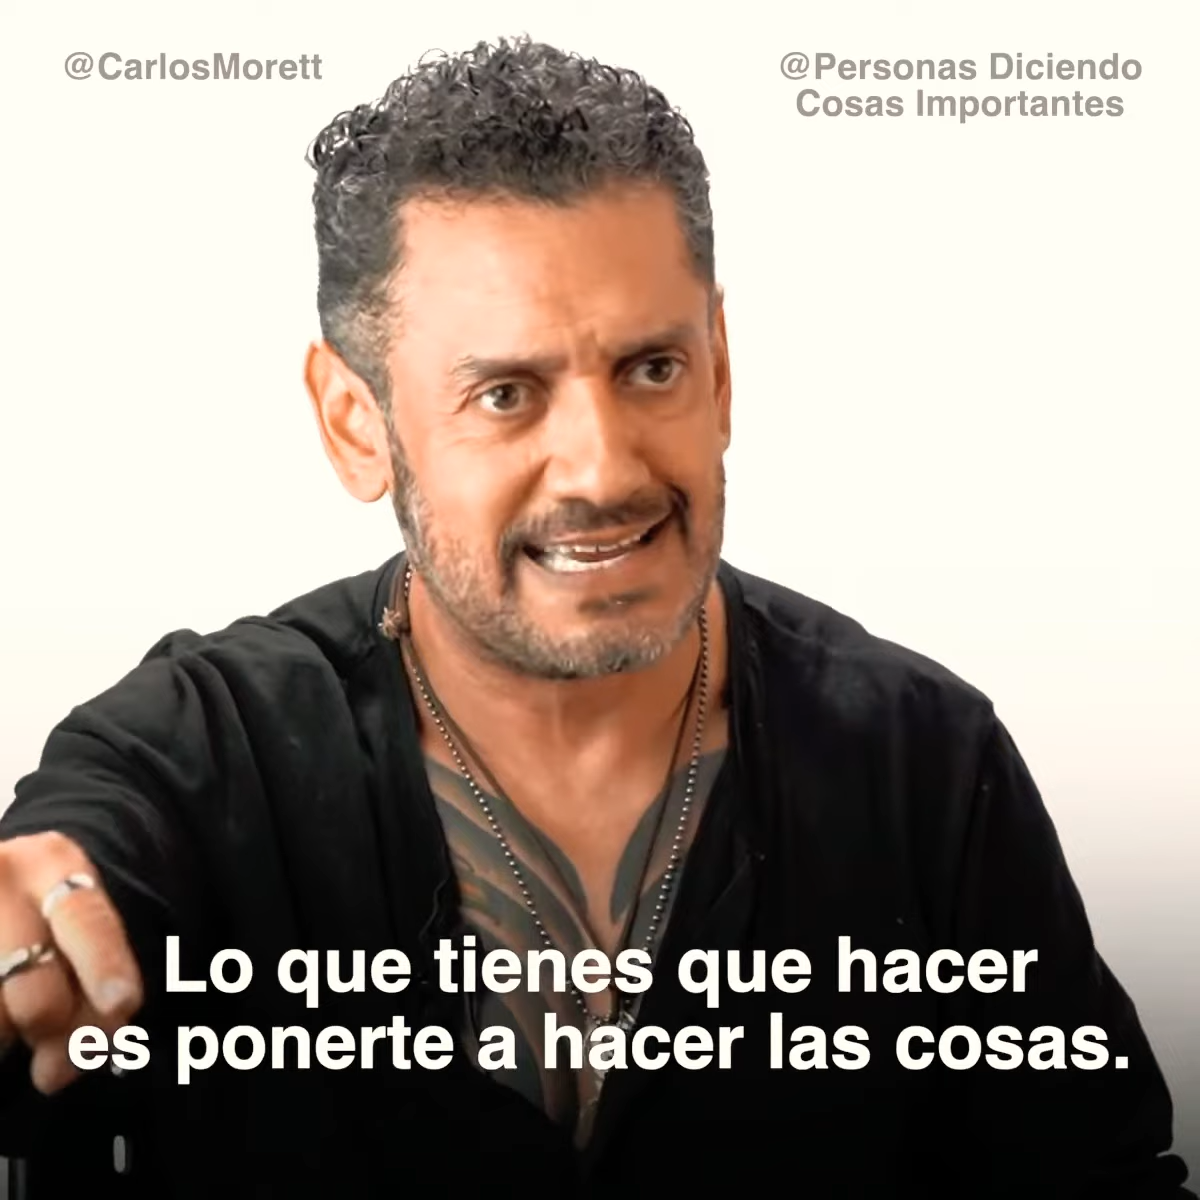 @CarlosMorett
@Personas Diciendo
Cosas Importantes
Lo que tienes que hacer
es ponerte a hacer las cosas.